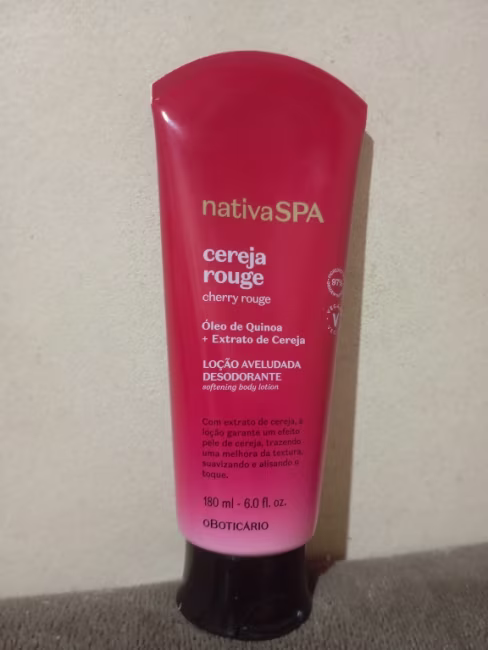 nativaSPA
cereja
rouge
cherry rouge
97%
Óleo de Quinoa
+ Extrato de Cereja
LOÇÃO AVELUDADA
DESODORANTE
softening body lotion
Com extrato de cereja, a
loção garante um efeito
pele de cereja, trazendo
uma melhora da textura,
suavizando e alisando o
toque.
180 ml - 6.0 fl. oz.
oBOTICÁRIO